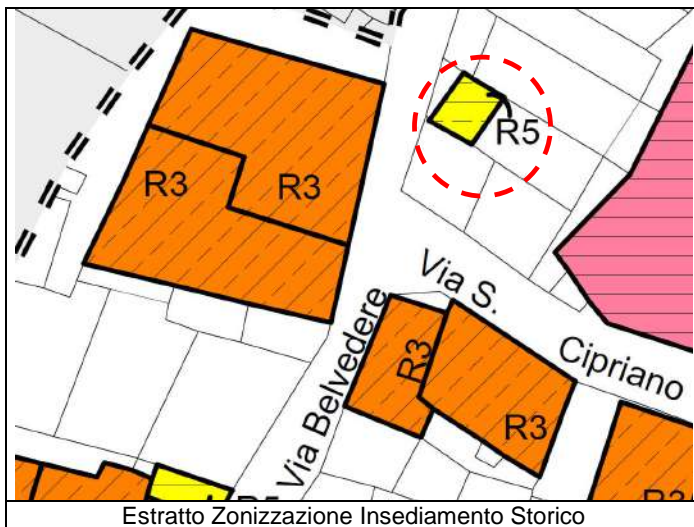 R5
R3
R3
Via S.
Cipriano
Via Belvedere
R3
R3
Estratto Zonizzazione Insediamento Storico